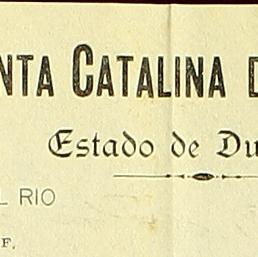 NTA CATALINA D
Estado de Du
L RIO
F.